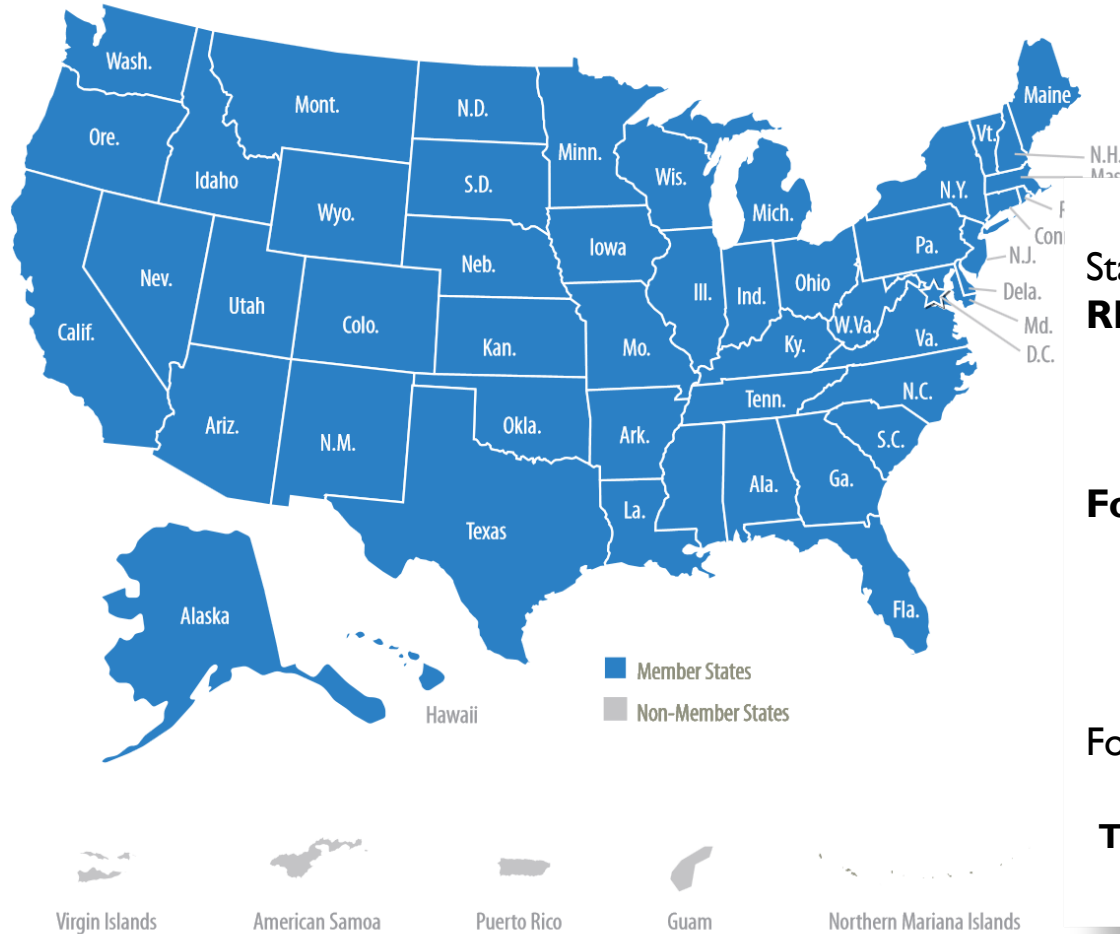 Wash.
Mont.
N.D.
Minn.
Maine
Ore.
Idaho
S.D.
Wis.
Vt.
N.H.
Wyo.
Mich.
N.Y.
Nev.
Neb.
Iowa
Pa.
N.J.
Utah
Colo.
Ill.
Ind.
Ohio
Dela.
Calif.
Kan.
Mo.
Ky.
W.Va.
Va.
Md.
D.C.
Ariz.
N.M.
Okla.
Ark.
Tenn.
N.C.
S.C.
Texas
La.
Ala.
Ga.
Fla.
Alaska
Hawaii
Member States
Non-Member States
Virgin Islands
American Samoa
Puerto Rico
Guam
Northern Mariana Islands